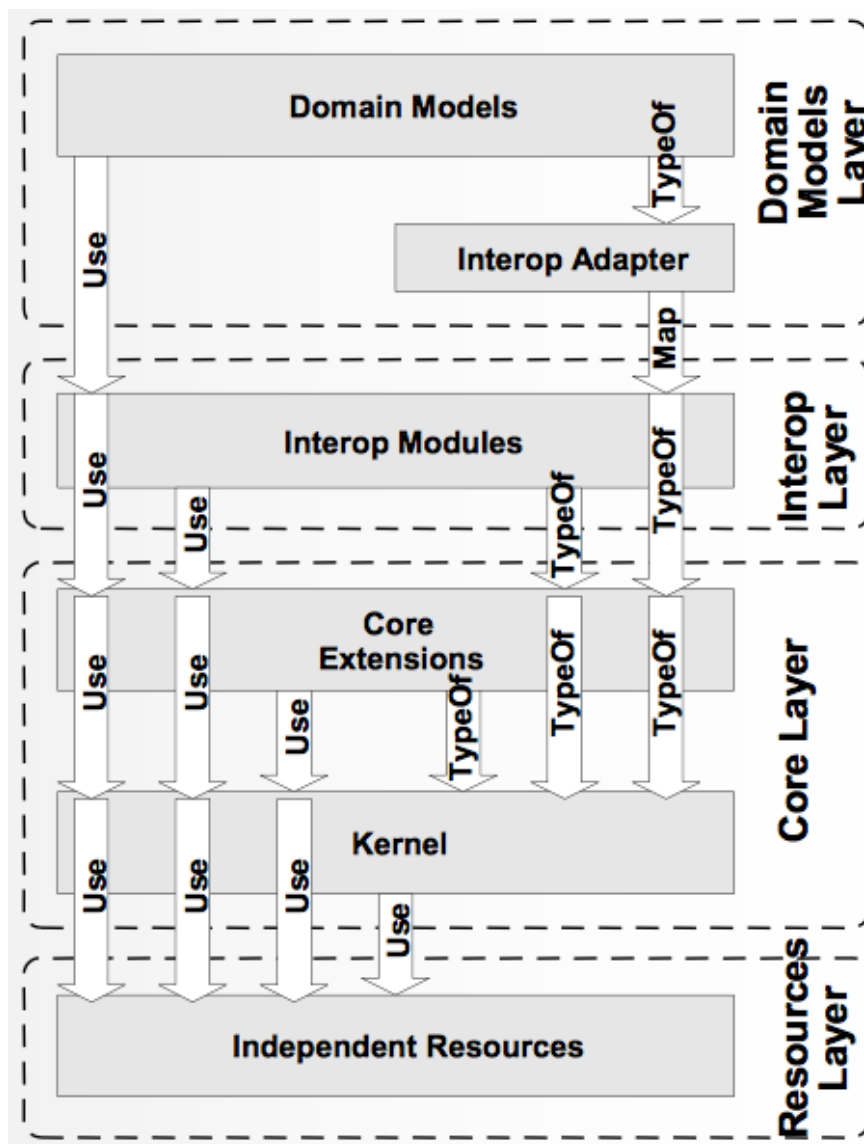 Domain Models
TypeOf
Domain
Models
Layer
Use
Interop Adapter
Map
Interop Modules
Use
TypeOf
TypeOf
Use
Interop
Layer
Core
Extensions
Use
Use
TypeOf
TypeOf
Use
TypeOf
Core Layer
Kernel
Use
Use
Use
Use
Independent Resources
Resources
Layer